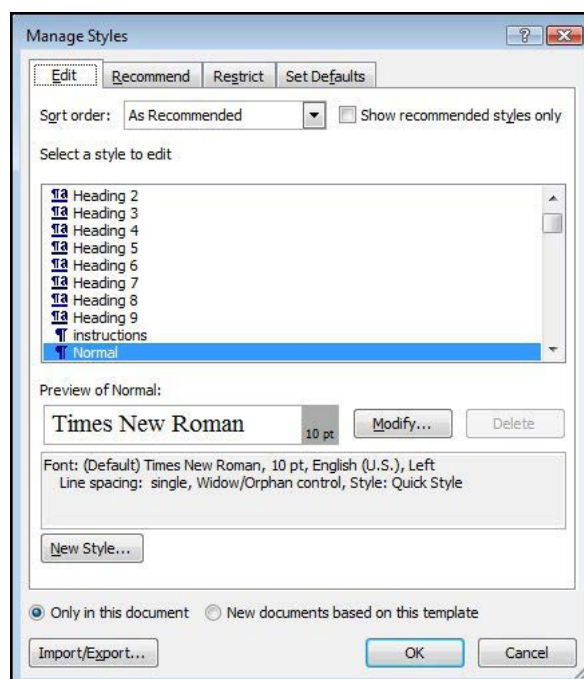 Manage Styles
Edit Recommend Restrict Set Defaults
Sort order: As Recommended Show recommended styles only
Select a style to edit
¶a Heading 2
¶a Heading 3
¶a Heading 4
¶a Heading 5
¶a Heading 6
¶a Heading 7
¶a Heading 8
¶a Heading 9
¶ instructions
¶ Normal
Preview of Normal:
Times New Roman 10 pt Modify... Delete
Font: (Default) Times New Roman, 10 pt, English (U.S.), Left
Line spacing: single, Widow/Orphan control, Style: Quick Style
New Style...
Only in this document New documents based on this template
Import/Export... OK Cancel